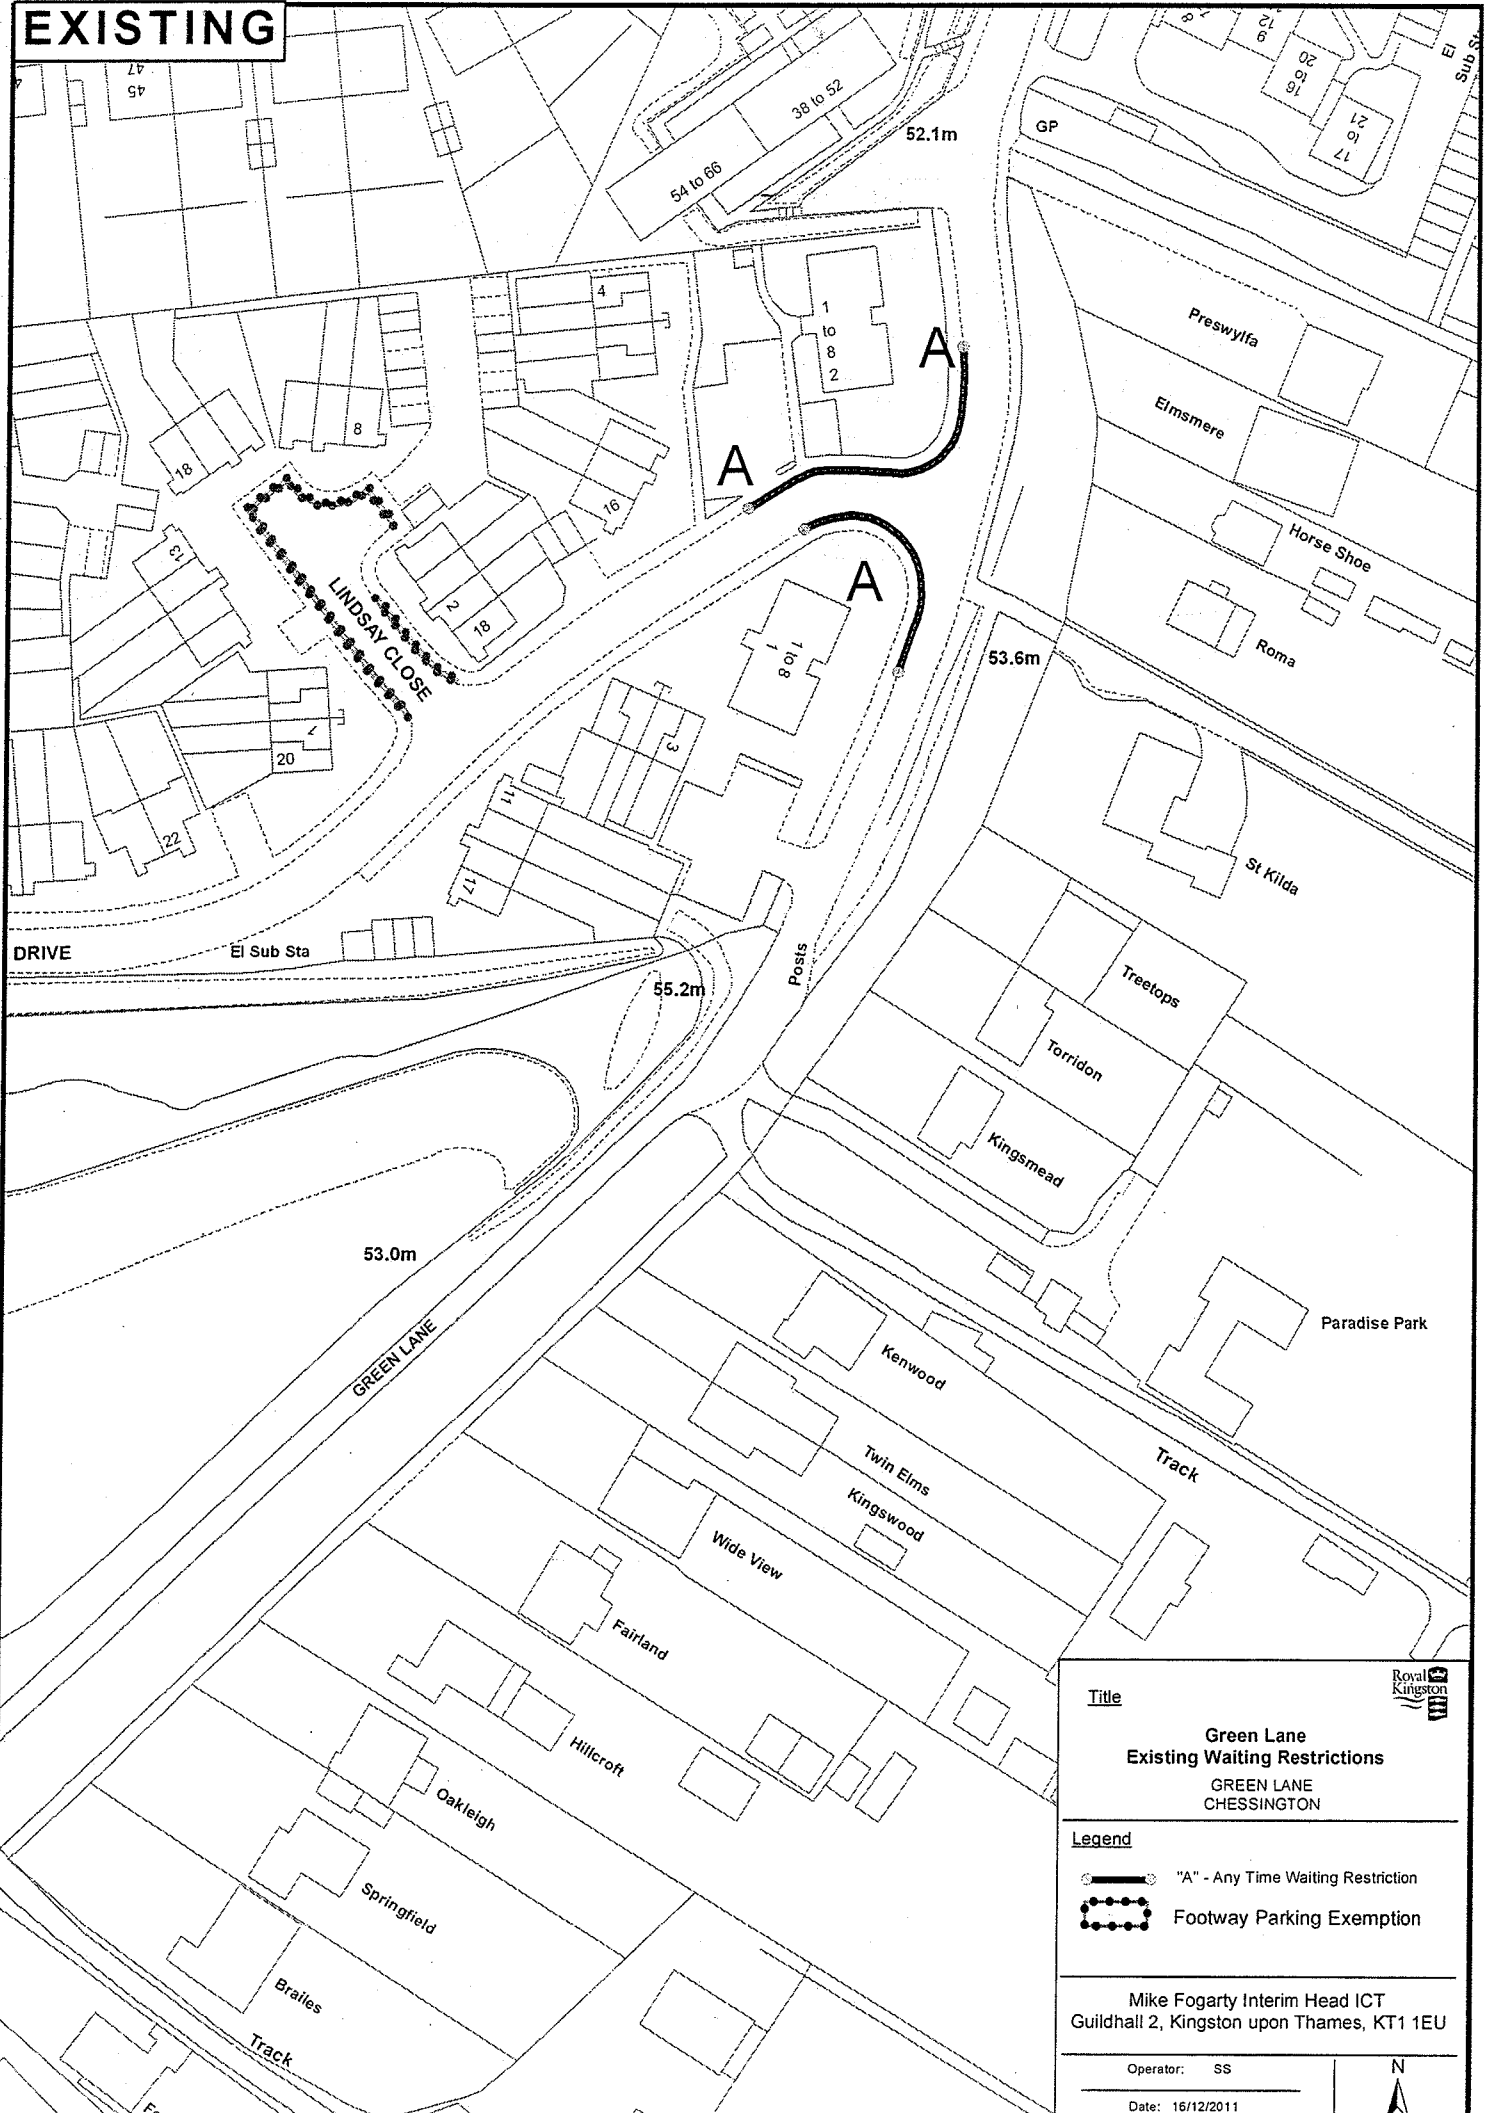 EXISTING
47
45
38 to 52
54 to 66
52.1m
GP
9
12
16
to
20
17
to
21
El
Sub St
4
1
to
8
2
A
Preswylfa
Elmsmere
8
18
A
16
Horse Shoe
13
LINDSAY CLOSE
2
18
A
1 to 8
1
53.6m
Roma
7
20
3
11
22
17
St Kilda
DRIVE
El Sub Sta
55.2m
Posts
Treetops
Torridon
Kingsmead
53.0m
GREEN LANE
Paradise Park
Kenwood
Twin Elms
Kingswood
Track
Wide View
Fairland
Hillcroft
Oakleigh
Springfield
Brailes
Track
Title
Royal
Kingston
Green Lane
Existing Waiting Restrictions
GREEN LANE
CHESSINGTON
Legend
"A" - Any Time Waiting Restriction
Footway Parking Exemption
Mike Fogarty Interim Head ICT
Guildhall 2, Kingston upon Thames, KT1 1EU
Operator: SS
N
Date: 16/12/2011